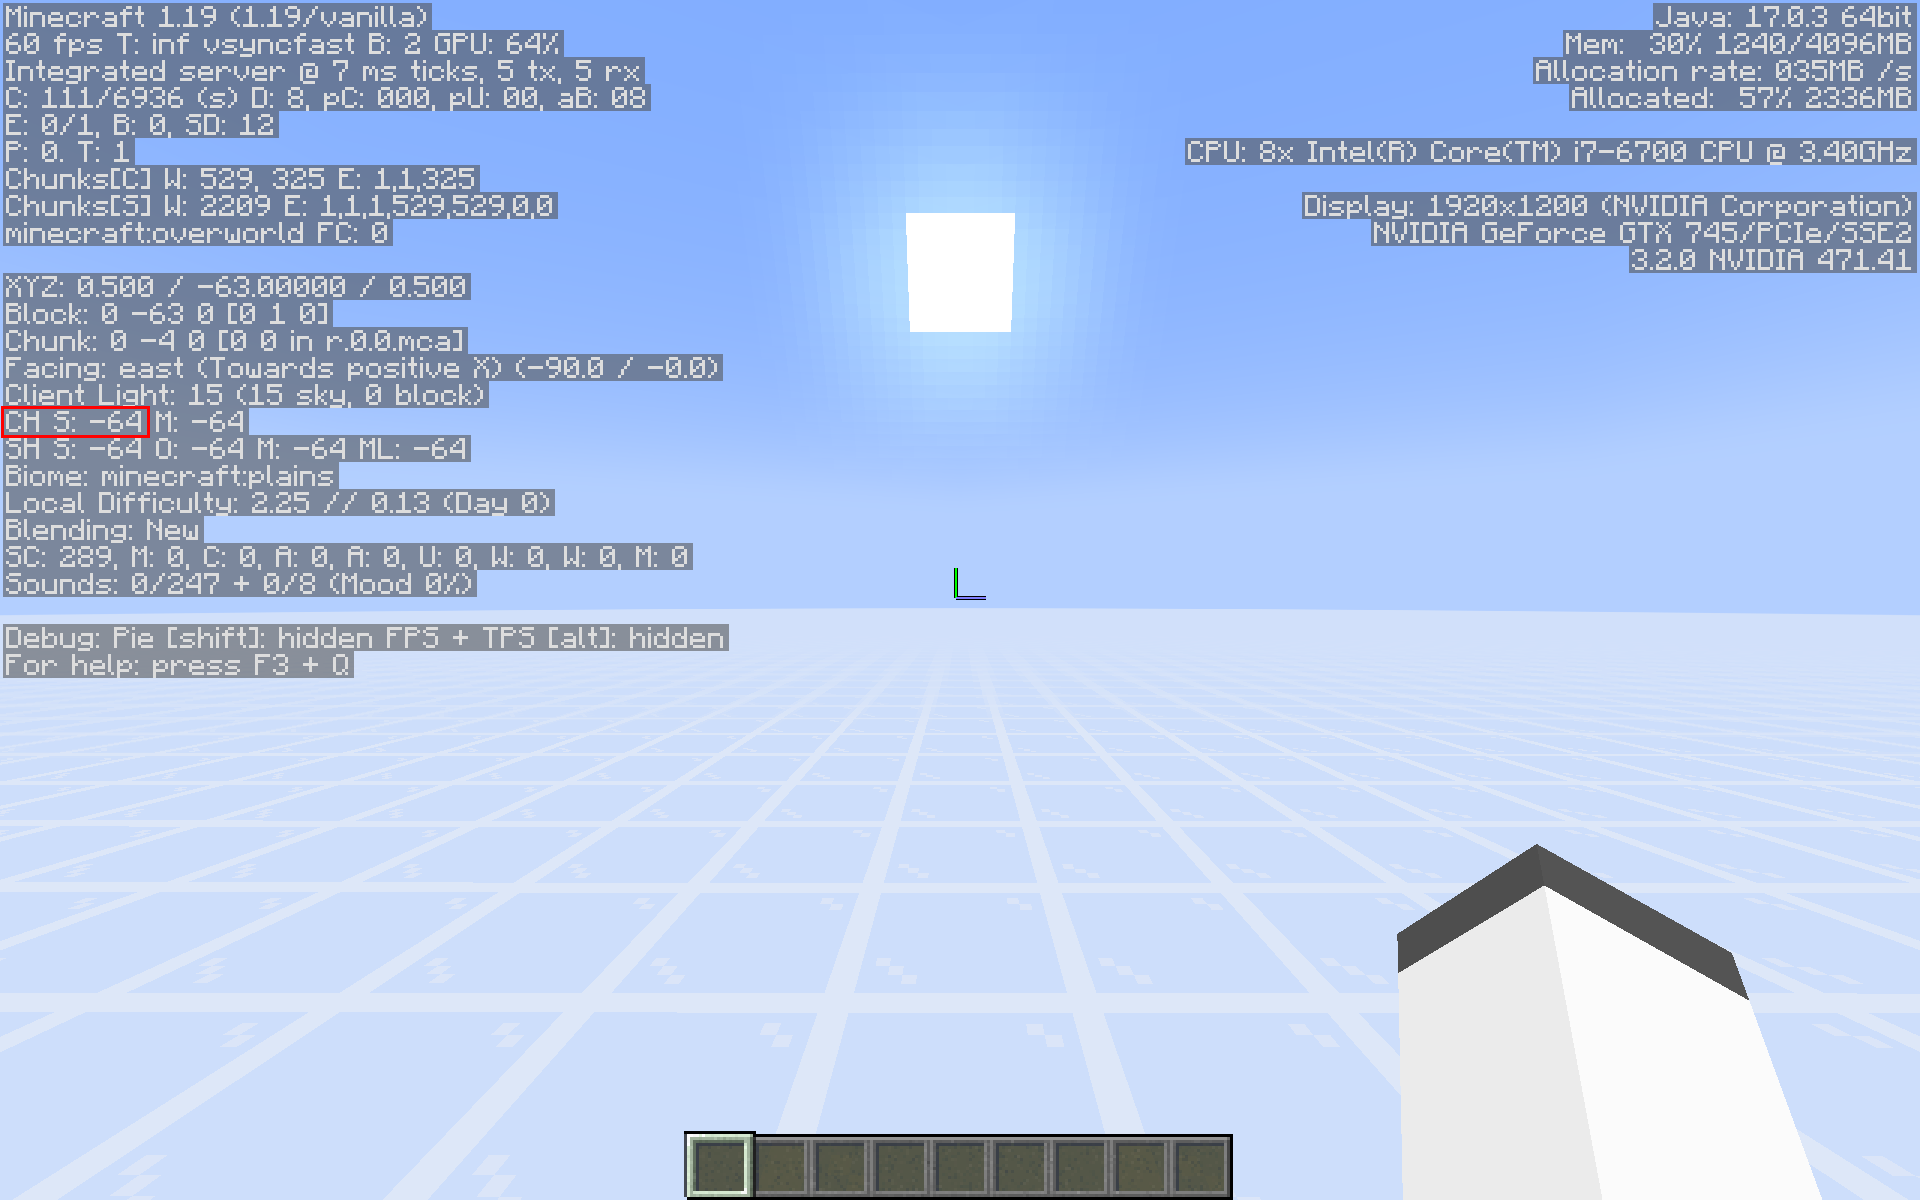 Minecraft 1.19 (1.19/vanilla)
60 fps T: inf vsyncfast B: 2 GPU: 64%
Integrated server @ 7 ms ticks, 5 tx, 5 rx
C: 111/6936 (s) D: 8, pC: 000, pU: 00, aB: 08
E: 0/1, B: 0, SD: 12
P: 0. T: 1
Chunks[C] W: 529, 325 E: 1,1,325
Chunks[S] W: 2209 E: 1,1,1,529,529,0,0
minecraft:overworld FC: 0
XYZ: 0.500 / -63.00000 / 0.500
Block: 0 -63 0 [0 1 0]
Chunk: 0 -4 0 [0 0 in r.0.0.mca]
Facing: east (Towards positive X) (-90.0 / -0.0)
Client Light: 15 (15 sky, 0 block)
CH S: -64 M: -64
SH S: -64 O: -64 M: -64 ML: -64
Biome: minecraft:plains
Local Difficulty: 2.25 // 0.13 (Day 0)
Blending: New
SC: 289, M: 0, C: 0, A: 0, A: 0, U: 0, W: 0, W: 0, M: 0
Sounds: 0/247 + 0/8 (Mood 0%)
Debug: Pie [shift]: hidden FPS + TPS [alt]: hidden
For help: press F3 + Q
Java: 17.0.3 64bit
Mem: 30% 1240/4096MB
Allocation rate: 035MB /s
Allocated: 57% 2336MB
CPU: 8x Intel(R) Core(TM) i7-6700 CPU @ 3.40GHz
Display: 1920x1200 (NVIDIA Corporation)
NVIDIA GeForce GTX 745/PCIe/SSE2
3.2.0 NVIDIA 471.41